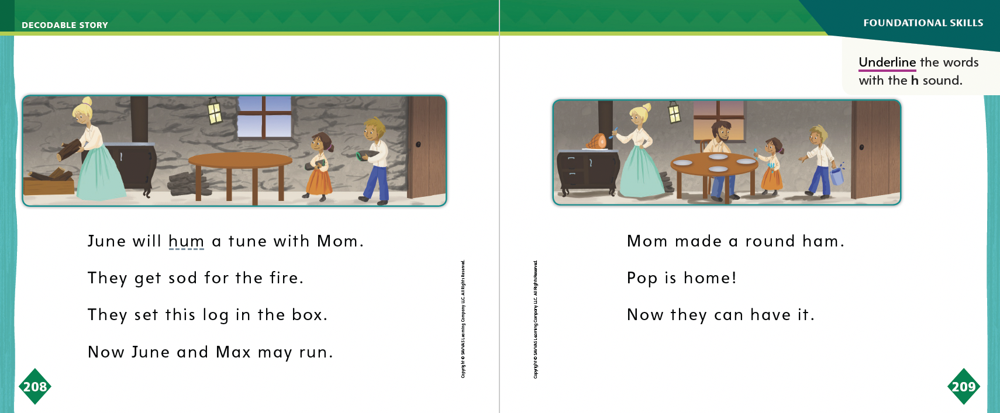 DECODABLE STORY
June will hum a tune with Mom.
They get sod for the fire.
They set this log in the box.
Now June and Max may run.
Copyright © SAVVAS Learning Company LLC. All Rights Reserved.
208
FOUNDATIONAL SKILLS
Underline the words
with the h sound.
Mom made a round ham.
Pop is home!
Now they can have it.
Copyright © SAVVAS Learning Company LLC. All Rights Reserved.
209